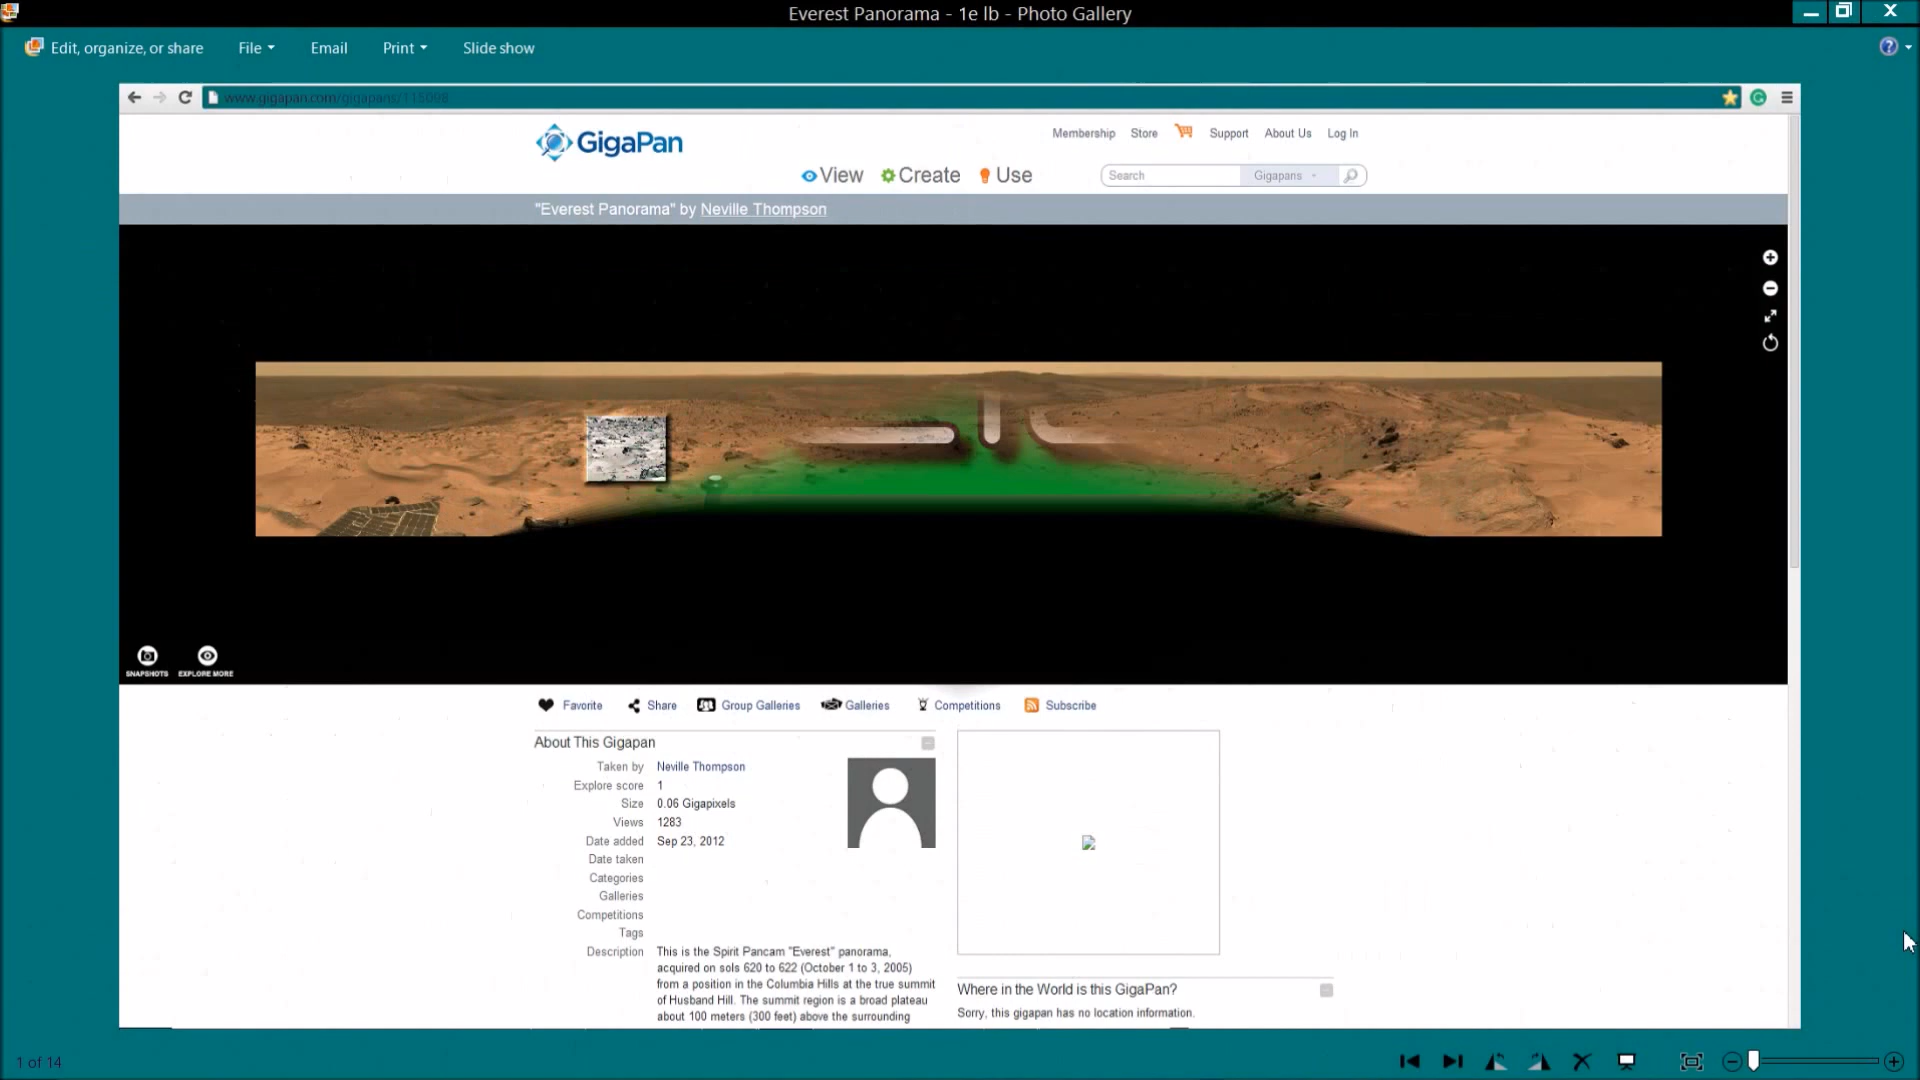 Everest Panorama - 1e lb - Photo Gallery
Edit, organize, or share File Email Print Slide show
www.gigapan.com/gigapans/115098
GigaPan
Membership Store Support About Us Log In
View Create Use
Search Gigapans
"Everest Panorama" by Neville Thompson
SNAPSHOTS EXPLORE MORE
Favorite Share Group Galleries Galleries Competitions Subscribe
About This Gigapan
Taken by Neville Thompson
Explore score 1
Size 0.06 Gigapixels
Views 1283
Date added Sep 23, 2012
Date taken
Categories
Galleries
Competitions
Tags
Description This is the Spirit Pancam "Everest" panorama,
acquired on sols 620 to 622 (October 1 to 3, 2005)
from a position in the Columbia Hills at the true summit
of Husband Hill. The summit region is a broad plateau
about 100 meters (300 feet) above the surrounding
Where in the World is this GigaPan?
Sorry, this gigapan has no location information.
1 of 14